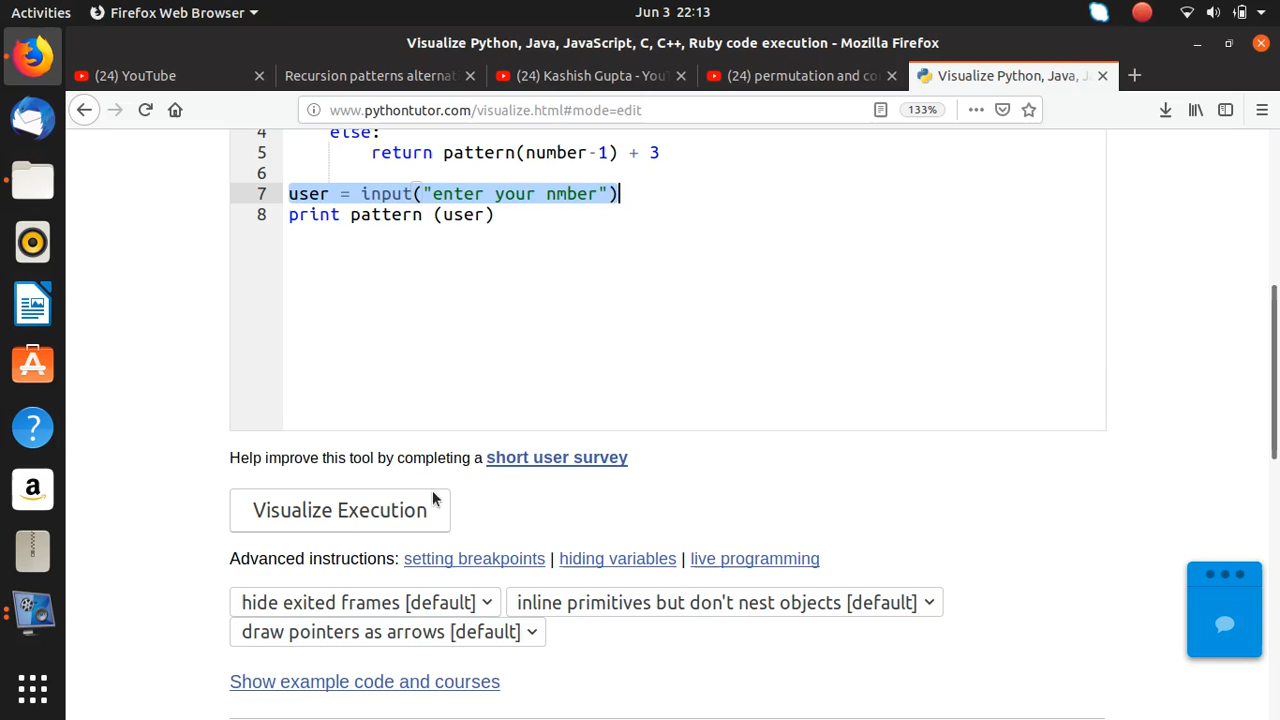 Activities
Firefox Web Browser
Jun 3 22:13
Visualize Python, Java, JavaScript, C, C++, Ruby code execution - Mozilla Firefox
(24) YouTube
Recursion patterns alternat
(24) Kashish Gupta - You
(24) permutation and co
Visualize Python, Java, J
www.pythontutor.com/visualize.html#mode=edit
133%
4 else:
5 return pattern(number-1) + 3
6
7 user = input("enter your nmber")
8 print pattern (user)
Help improve this tool by completing a short user survey
Visualize Execution
Advanced instructions: setting breakpoints | hiding variables | live programming
hide exited frames [default] inline primitives but don't nest objects [default]
draw pointers as arrows [default]
Show example code and courses